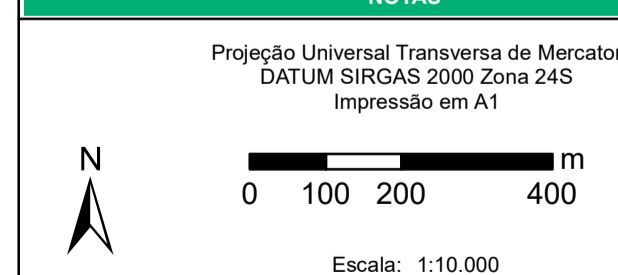 NOTAS
Projeção Universal Transversa de Mercator
DATUM SIRGAS 2000 Zona 24S
Impressão em A1
N
m
0 100 200 400
Escala: 1:10.000